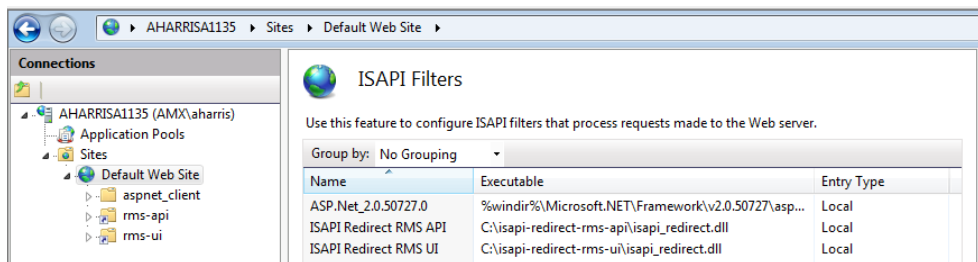 AHARRISA1135 Sites Default Web Site
Connections
AHARRISA1135 (AMX\aharris)
Application Pools
Sites
Default Web Site
aspnet_client
rms-api
rms-ui
ISAPI Filters
Use this feature to configure ISAPI filters that process requests made to the Web server.
Group by: No Grouping
Name Executable Entry Type
ASP.Net_2.0.50727.0 %windir%\Microsoft.NET\Framework\v2.0.50727\asp... Local
ISAPI Redirect RMS API C:\isapi-redirect-rms-api\isapi_redirect.dll Local
ISAPI Redirect RMS UI C:\isapi-redirect-rms-ui\isapi_redirect.dll Local